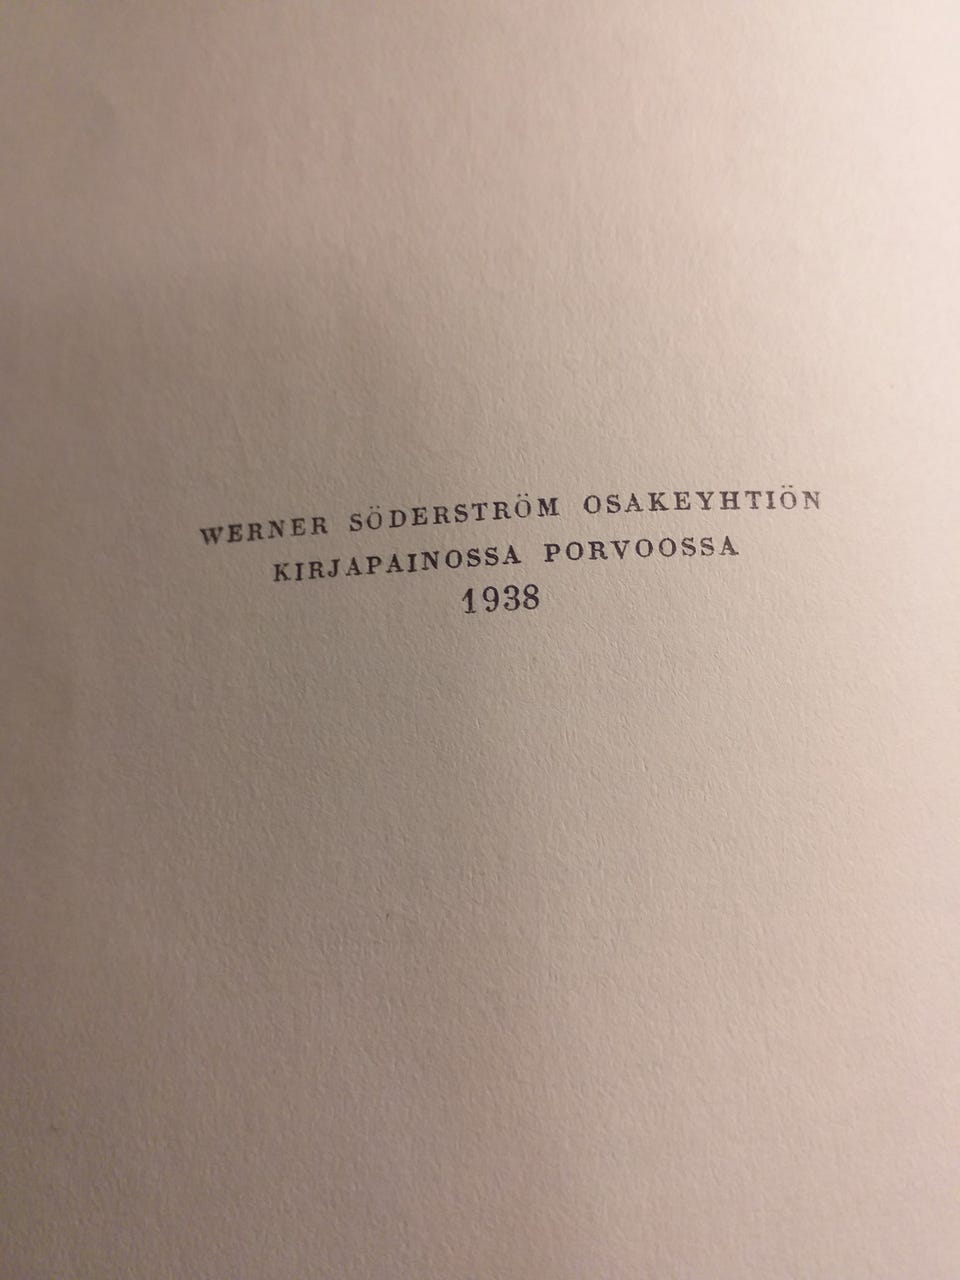 WERNER SÖDERSTRÖM OSAKEYHTIÖN
KIRJAPAINOSSA PORVOOSSA
1938